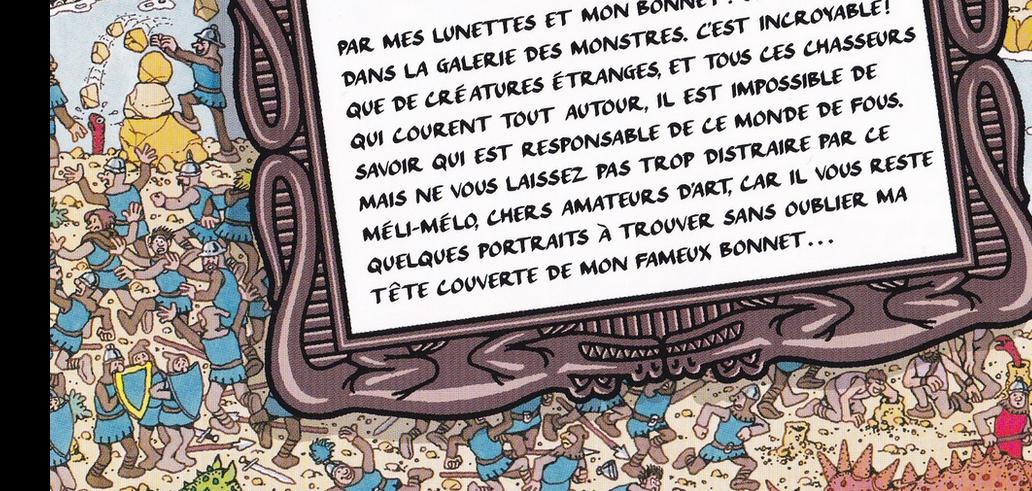 PAR MES LUNETTES ET MON BONNET
DANS LA GALERIE DES MONSTRES. C'EST INCROYABLE!
QUE DE CRÉATURES ÉTRANGES, ET TOUS CES CHASSEURS
QUI COURENT TOUT AUTOUR, IL EST IMPOSSIBLE DE
SAVOIR QUI EST RESPONSABLE DE CE MONDE DE FOUS.
MAIS NE VOUS LAISSEZ PAS TROP DISTRAIRE PAR CE
MÉLI-MÉLO, CHERS AMATEURS D'ART, CAR IL VOUS RESTE
QUELQUES PORTRAITS À TROUVER SANS OUBLIER MA
TÊTE COUVERTE DE MON FAMEUX BONNET...